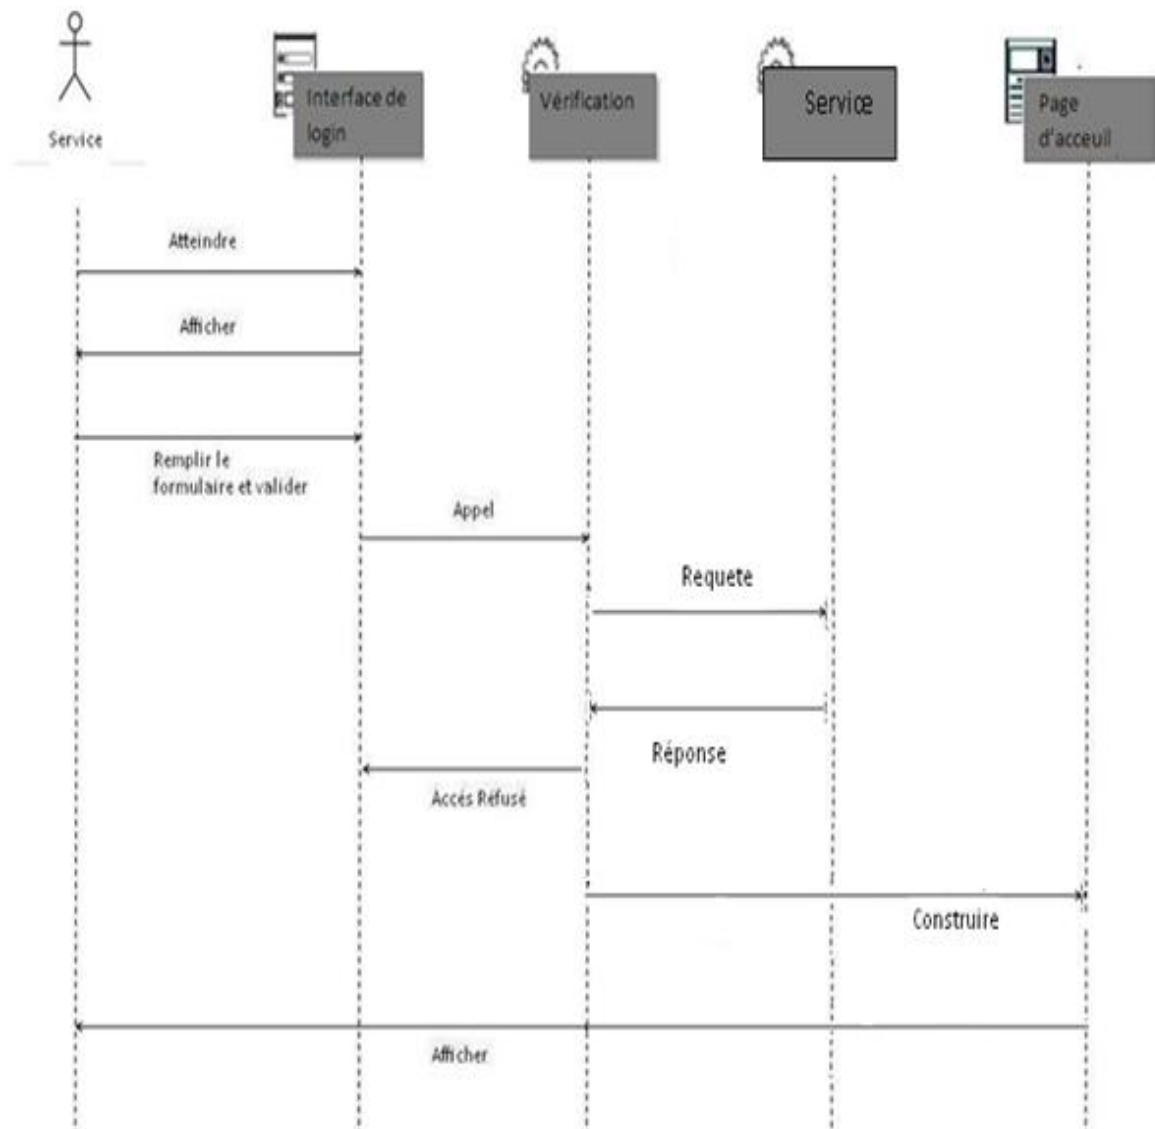 Service
Interface de
login
Vérification
Service
Page
d'acceuil
Atteindre
Afficher
Remplir le
formulaire et valider
Appel
Requete
Réponse
Accés Réfusé
Construire
Afficher